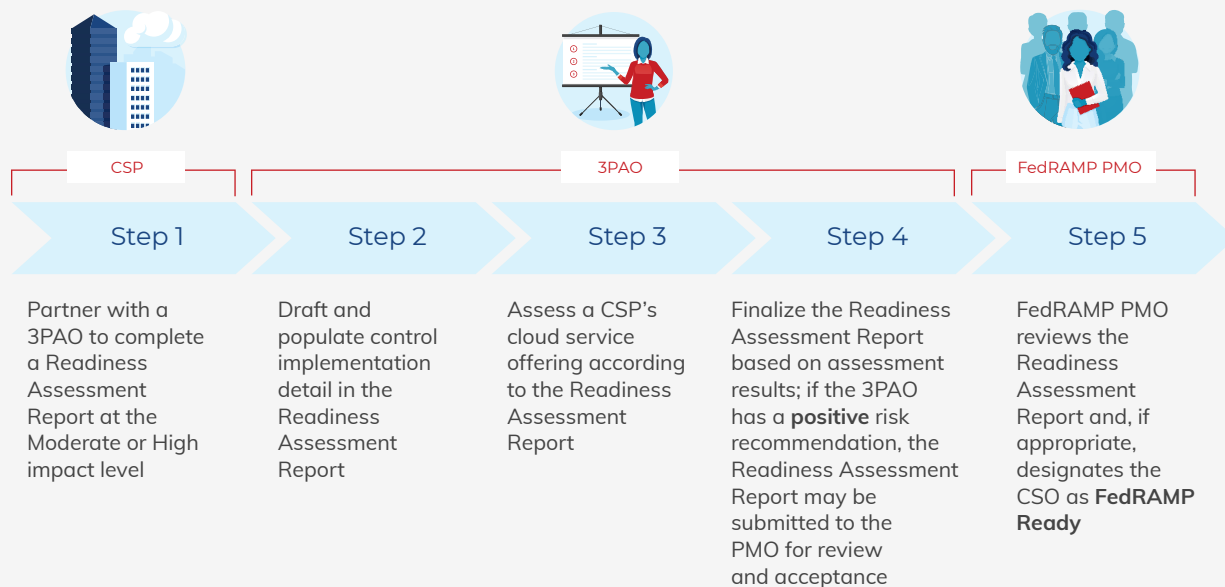 CSP
3PAO
FedRAMP PMO
Step 1
Step 2
Step 3
Step 4
Step 5
Partner with a
3PAO to complete
a Readiness
Assessment
Report at the
Moderate or High
impact level
Draft and
populate control
implementation
detail in the
Readiness
Assessment
Report
Assess a CSP’s
cloud service
offering according
to the Readiness
Assessment
Report
Finalize the Readiness
Assessment Report
based on assessment
results; if the 3PAO
has a positive risk
recommendation, the
Readiness Assessment
Report may be
submitted to the
PMO for review
and acceptance
FedRAMP PMO
reviews the
Readiness
Assessment
Report and, if
appropriate,
designates the
CSO as FedRAMP
Ready